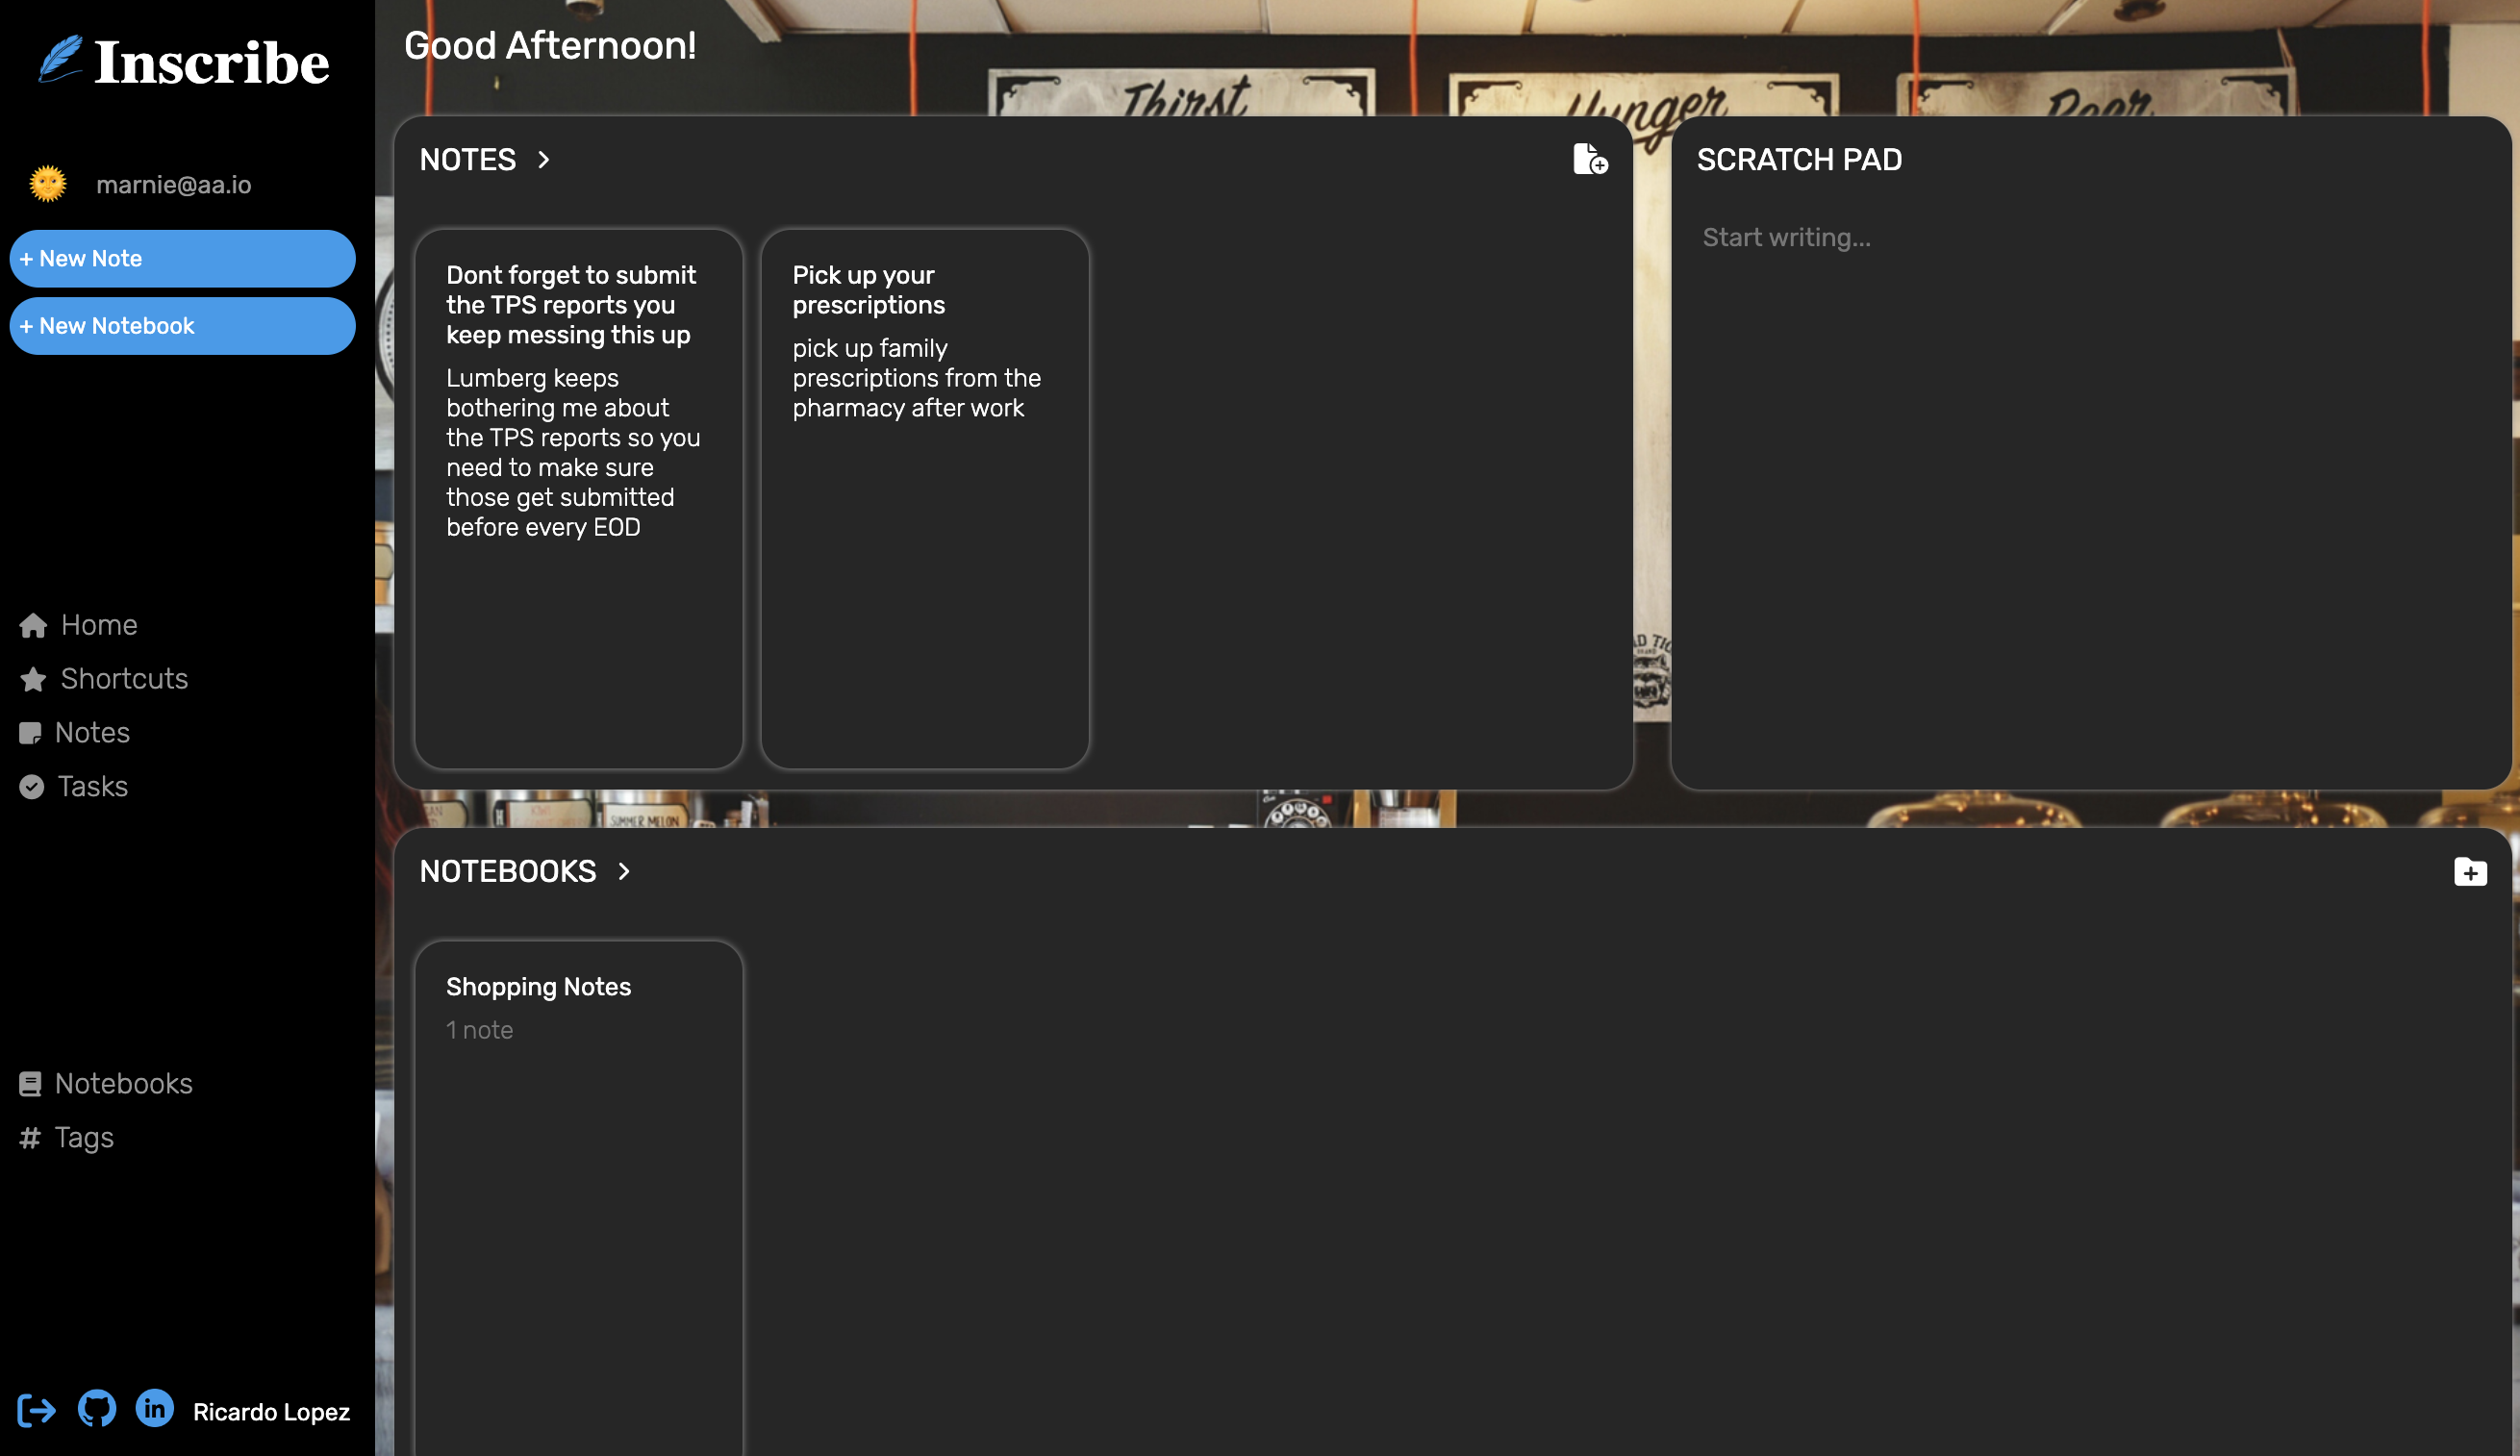 Inscribe
marnie@aa.io
+ New Note
+ New Notebook
Home
Shortcuts
Notes
Tasks
Notebooks
Tags
in
Ricardo Lopez
Good Afternoon!
Thirst
Hunger
NOTES
Dont forget to submit
the TPS reports you
keep messing this up
Lumberg keeps
bothering me about
the TPS reports so you
need to make sure
those get submitted
before every EOD
Pick up your
prescriptions
pick up family
prescriptions from the
pharmacy after work
SCRATCH PAD
Start writing...
SUMMER MELON
NOTEBOOKS
Shopping Notes
1 note